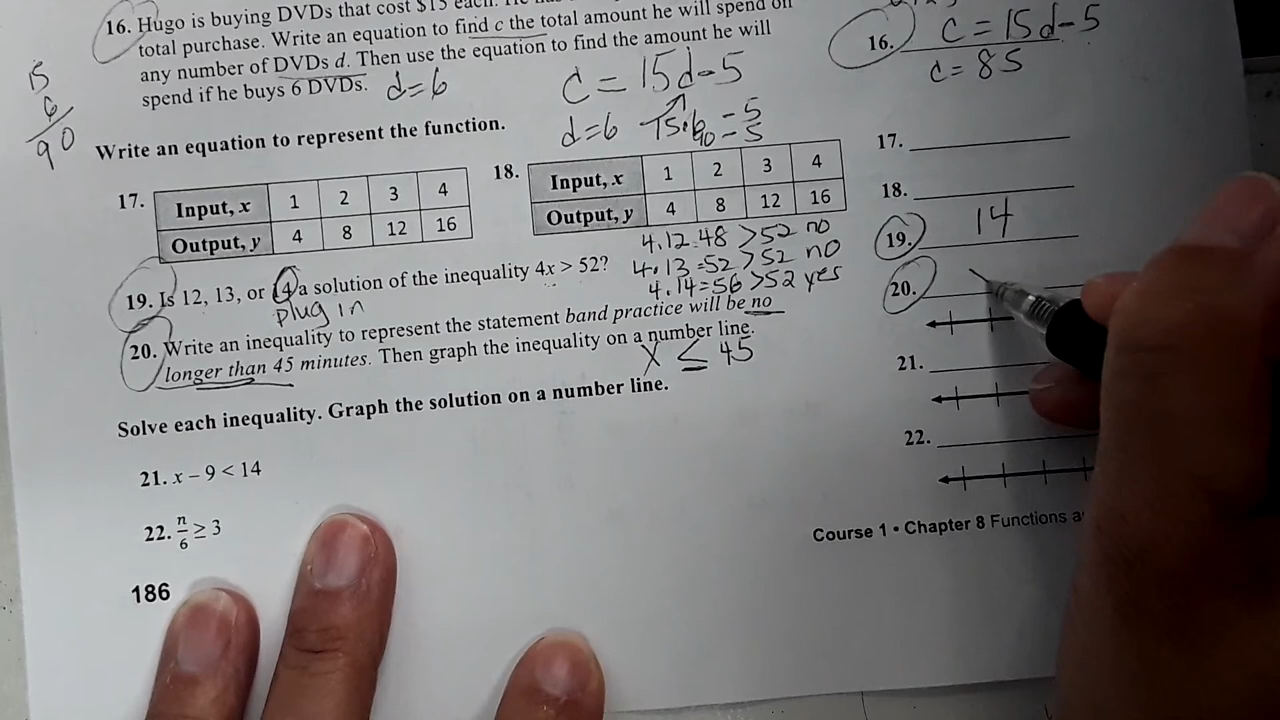 16. Hugo is buying DVDs that cost $15 each. He
total purchase. Write an equation to find c the total amount he will spend on
any number of DVDs d. Then use the equation to find the amount he will
spend if he buys 6 DVDs. d=6
15
6
90
C = 15d-5
d=6 15·6 -5
90 -5
16. C = 15d-5
c = 85
Write an equation to represent the function.
17.
Input, x 1 2 3 4
Output, y 4 8 12 16
18.
Input, x 1 2 3 4
Output, y 4 8 12 16
17.
18.
19. 14
20.
19. Is 12, 13, or 14 a solution of the inequality 4x > 52?
plug in
4.12.48 >52 no
4.13=52 >52 no
4.14=56 >52 yes
20. Write an inequality to represent the statement band practice will be no
longer than 45 minutes. Then graph the inequality on a number line.
X ≤ 45
Solve each inequality. Graph the solution on a number line.
21. x – 9 < 14
22. n/6 ≥ 3
21.
22.
186
Course 1 • Chapter 8 Functions